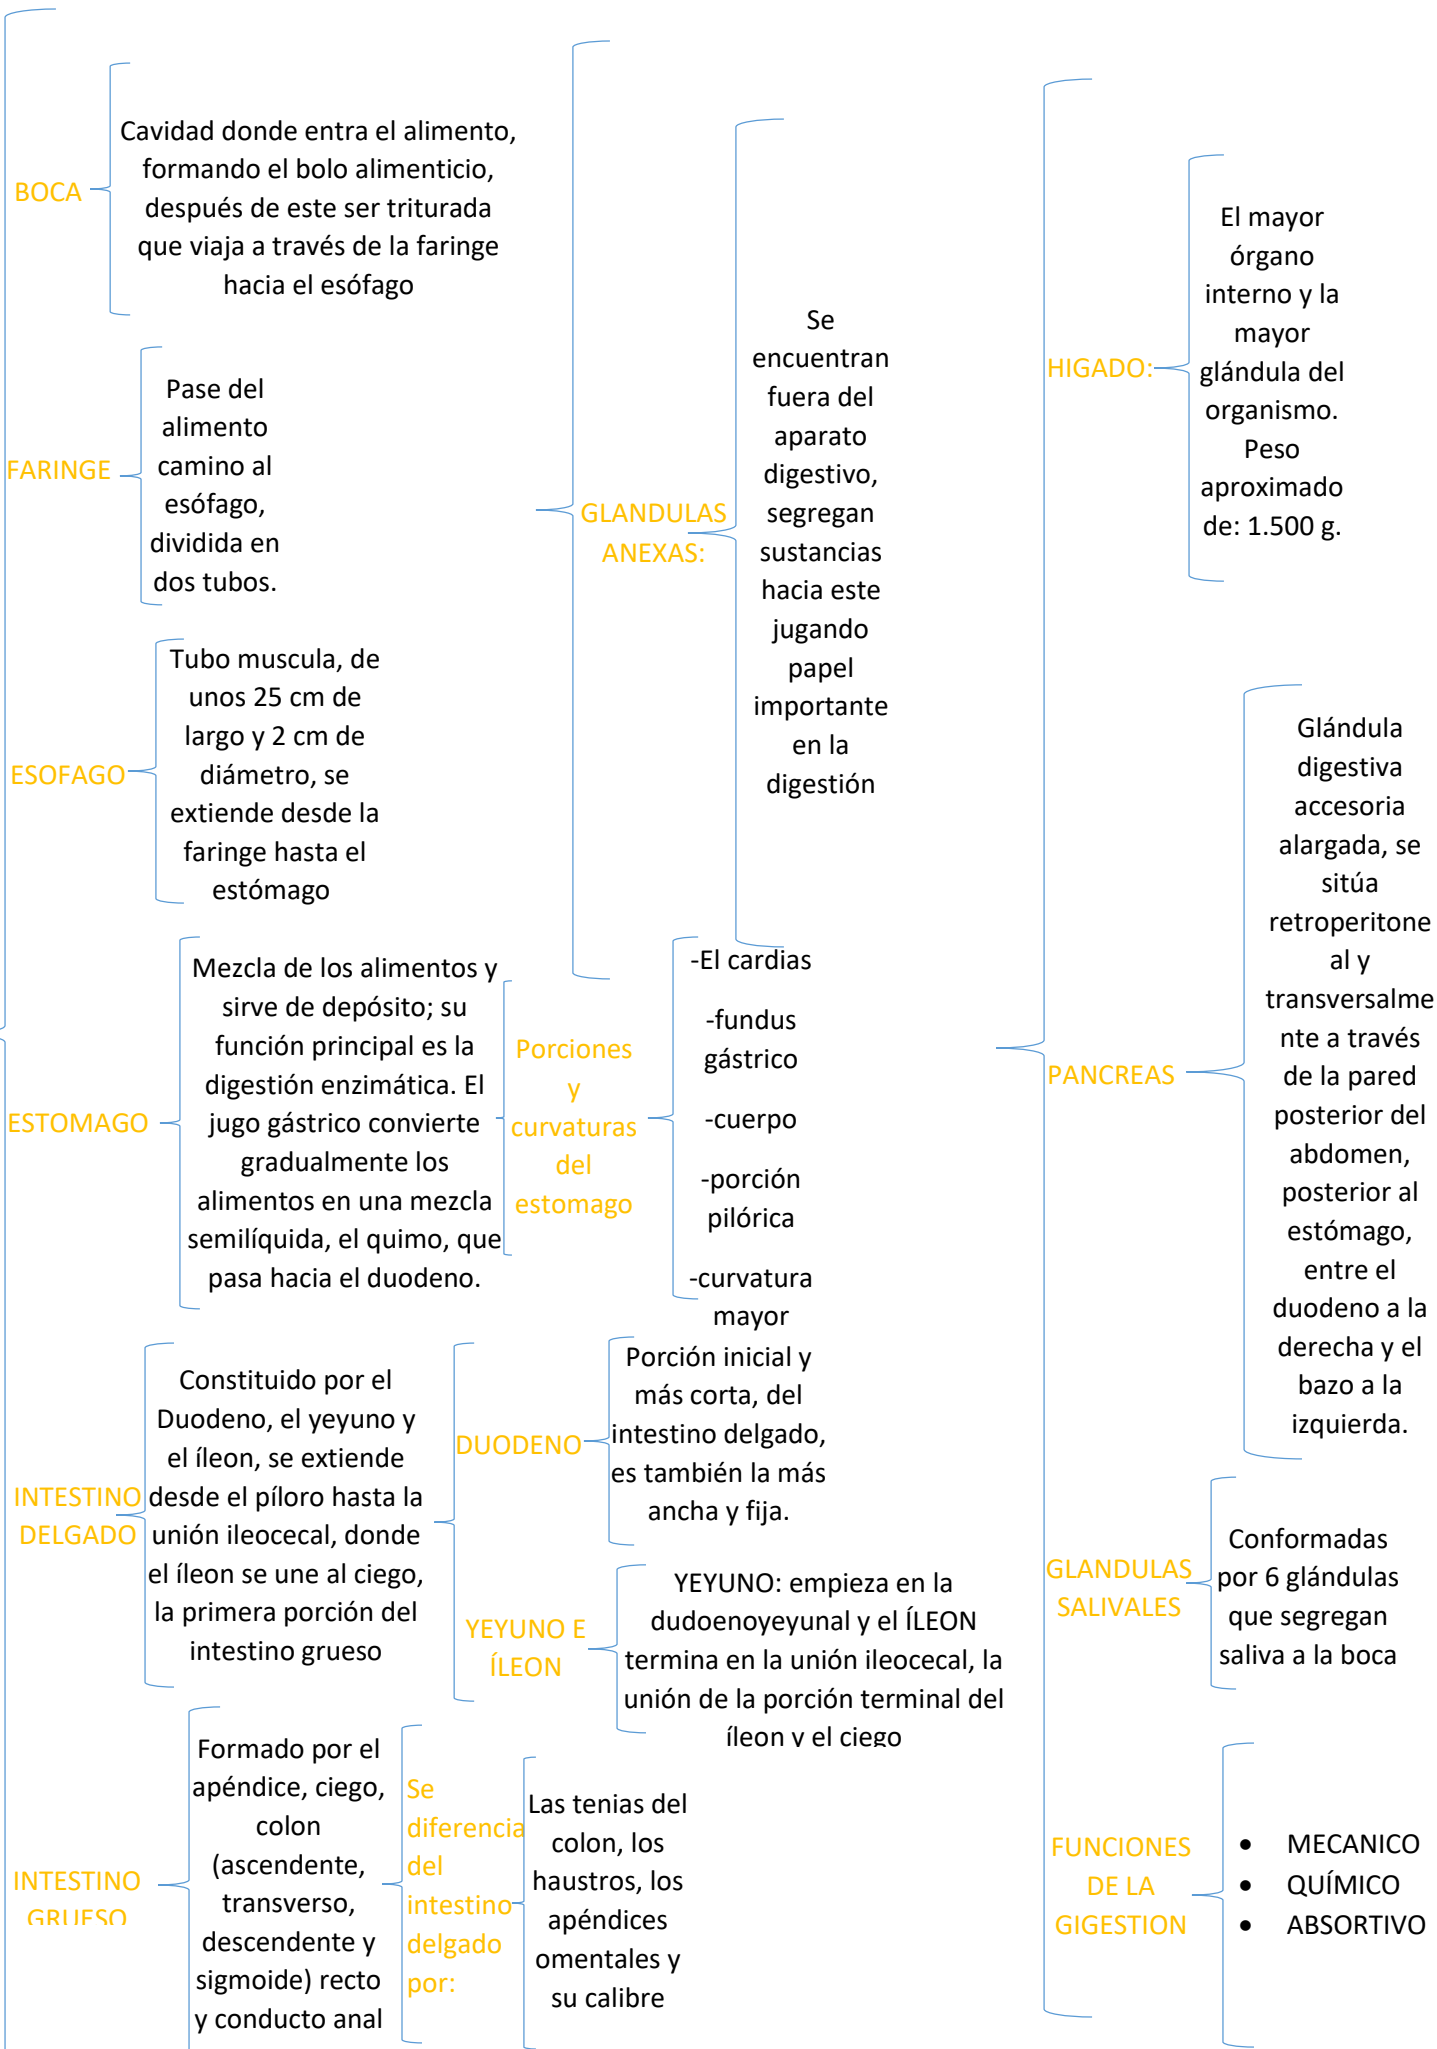 BOCA
Cavidad donde entra el alimento,
formando el bolo alimenticio,
después de este ser triturada
que viaja a través de la faringe
hacia el esófago
FARINGE
Pase del
alimento
camino al
esófago,
dividida en
dos tubos.
ESOFAGO
Tubo muscula, de
unos 25 cm de
largo y 2 cm de
diámetro, se
extiende desde la
faringe hasta el
estómago
ESTOMAGO
Mezcla de los alimentos y
sirve de depósito; su
función principal es la
digestión enzimática. El
jugo gástrico convierte
gradualmente los
alimentos en una mezcla
semilíquida, el quimo, que
pasa hacia el duodeno.
Porciones
y
curvaturas
del
estomago
-El cardias
-fundus
gástrico
-cuerpo
-porción
pilórica
-curvatura
mayor
INTESTINO
DELGADO
Constituido por el
Duodeno, el yeyuno y
el íleon, se extiende
desde el píloro hasta la
unión ileocecal, donde
el íleon se une al ciego,
la primera porción del
intestino grueso
DUODENO
Porción inicial y
más corta, del
intestino delgado,
es también la más
ancha y fija.
YEYUNO E
ÍLEON
YEYUNO: empieza en la
dudoenoyeyunal y el ÍLEON
termina en la unión ileocecal, la
unión de la porción terminal del
íleon y el ciego
INTESTINO
GRUESO
Formado por el
apéndice, ciego,
colon
(ascendente,
transverso,
descendente y
sigmoide) recto
y conducto anal
Se
diferencia
del
intestino
delgado
por:
Las tenias del
colon, los
haustros, los
apéndices
omentales y
su calibre
GLANDULAS
ANEXAS:
Se
encuentran
fuera del
aparato
digestivo,
segregan
sustancias
hacia este
jugando
papel
importante
en la
digestión
HIGADO:
El mayor
órgano
interno y la
mayor
glándula del
organismo.
Peso
aproximado
de: 1.500 g.
PANCREAS
Glándula
digestiva
accesoria
alargada, se
sitúa
retroperitone
al y
transversalme
nte a través
de la pared
posterior del
abdomen,
posterior al
estómago,
entre el
duodeno a la
derecha y el
bazo a la
izquierda.
GLANDULAS
SALIVALES
Conformadas
por 6 glándulas
que segregan
saliva a la boca
FUNCIONES
DE LA
GIGESTION
• MECANICO
• QUÍMICO
• ABSORTIVO